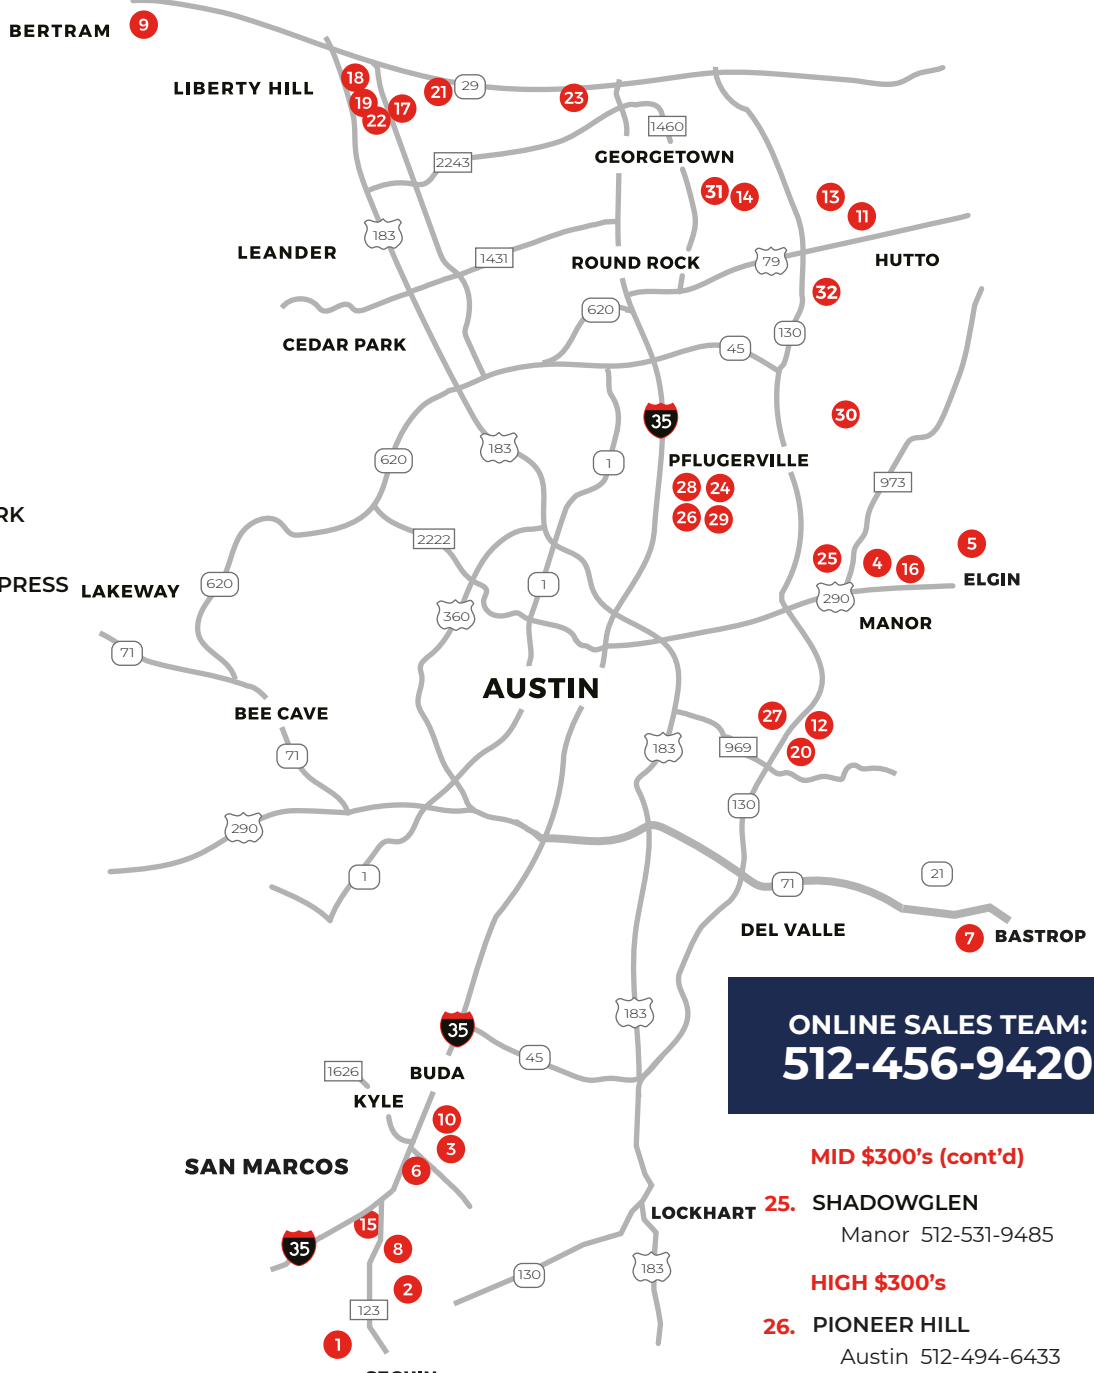 BERTRAM 9
18
LIBERTY HILL
21 29
19 17
22
23
1460
2243
GEORGETOWN
31 14
13
11
183
LEANDER
1431
ROUND ROCK
79
HUTTO
32
620
CEDAR PARK
130
45
30
35
183
620
1
PFLUGERVILLE
973
28 24
26 29
RK
2222
5
25 4 16
ELGIN
PRESS
LAKEWAY
620
1
290
360
MANOR
71
AUSTIN
BEE CAVE
27 12
20
183
969
71
130
290
1
71
21
DEL VALLE
7 BASTROP
183
35
ONLINE SALES TEAM:
512-456-9420
45
1626
BUDA
KYLE
10
3
SAN MARCOS
6
15
8
35
LOCKHART
183
130
2
123
1
MID $300's (cont'd)
25. SHADOWGLEN
Manor 512-531-9485
HIGH $300's
26. PIONEER HILL
Austin 512-494-6433